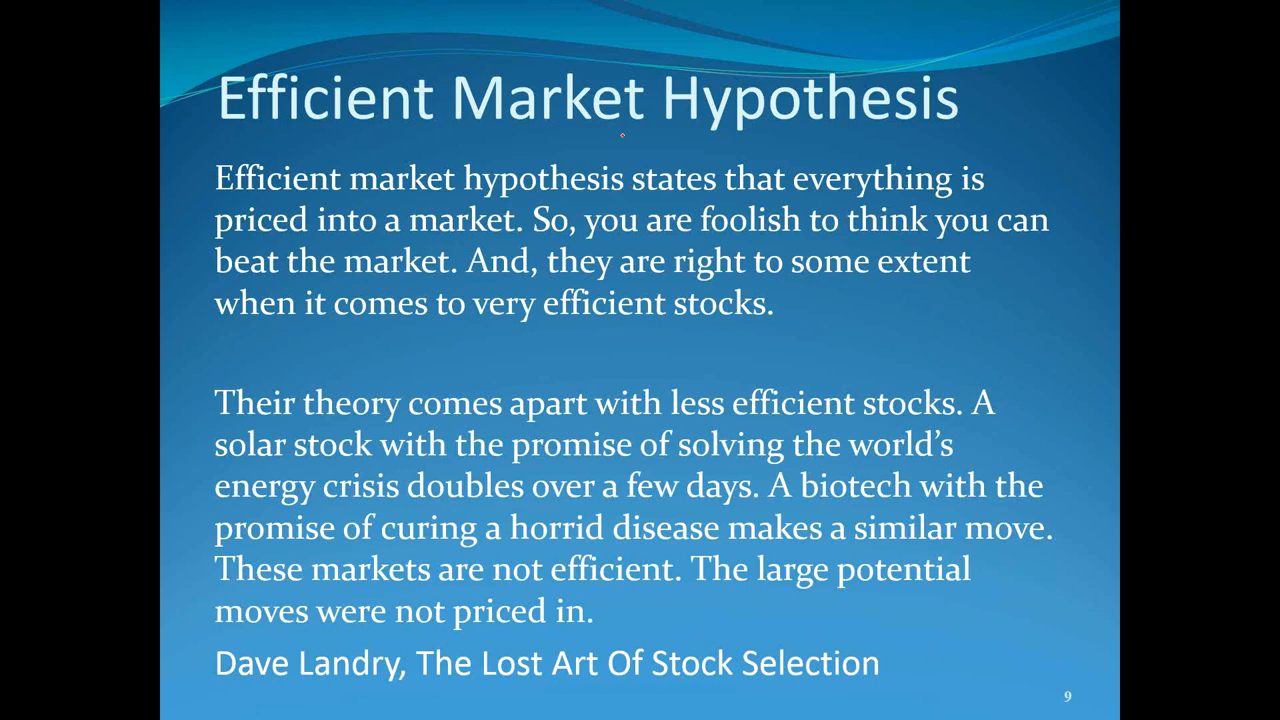 Efficient Market Hypothesis
Efficient market hypothesis states that everything is
priced into a market. So, you are foolish to think you can
beat the market. And, they are right to some extent
when it comes to very efficient stocks.
Their theory comes apart with less efficient stocks. A
solar stock with the promise of solving the world’s
energy crisis doubles over a few days. A biotech with the
promise of curing a horrid disease makes a similar move.
These markets are not efficient. The large potential
moves were not priced in.
Dave Landry, The Lost Art Of Stock Selection
9